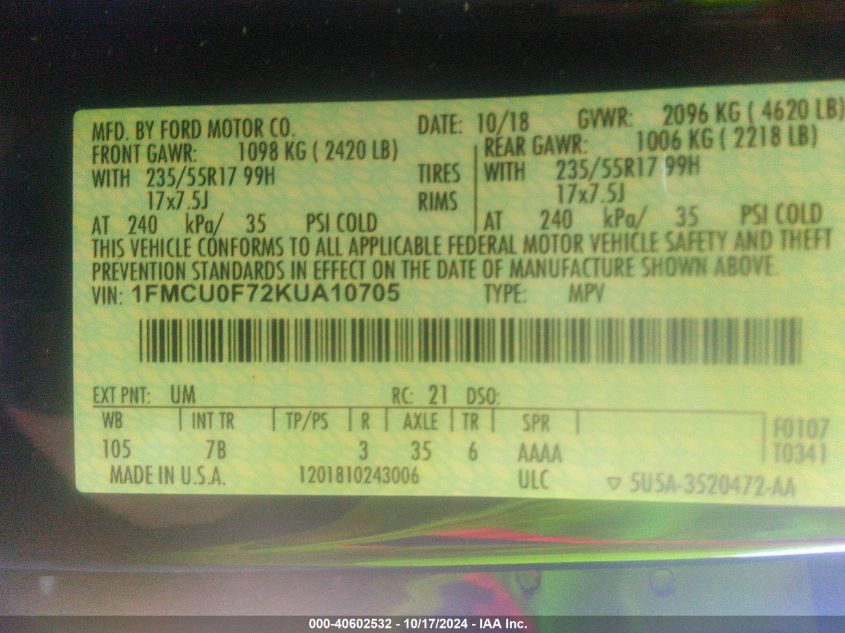 MFD. BY FORD MOTOR CO. DATE: 10/18 GVWR: 2096 KG ( 4620 LB)
FRONT GAWR: 1098 KG ( 2420 LB) REAR GAWR: 1006 KG ( 2218 LB)
WITH 235/55R17 99H TIRES WITH 235/55R17 99H
17x7.5J RIMS 17x7.5J
AT 240 kPa/ 35 PSI COLD AT 240 kPa/ 35 PSI COLD
THIS VEHICLE CONFORMS TO ALL APPLICABLE FEDERAL MOTOR VEHICLE SAFETY AND THEFT
PREVENTION STANDARDS IN EFFECT ON THE DATE OF MANUFACTURE SHOWN ABOVE.
VIN: 1FMCU0F72KUA10705 TYPE: MPV
EXT PNT: UM RC: 21 DSO:
WB INT TR TP/PS R AXLE TR SPR F0107
105 7B 3 35 6 AAAA T0341
MADE IN U.S.A. 1201810243006 ULC 5U5A-3520472-AA
000-40602532 - 10/17/2024 - IAA Inc.